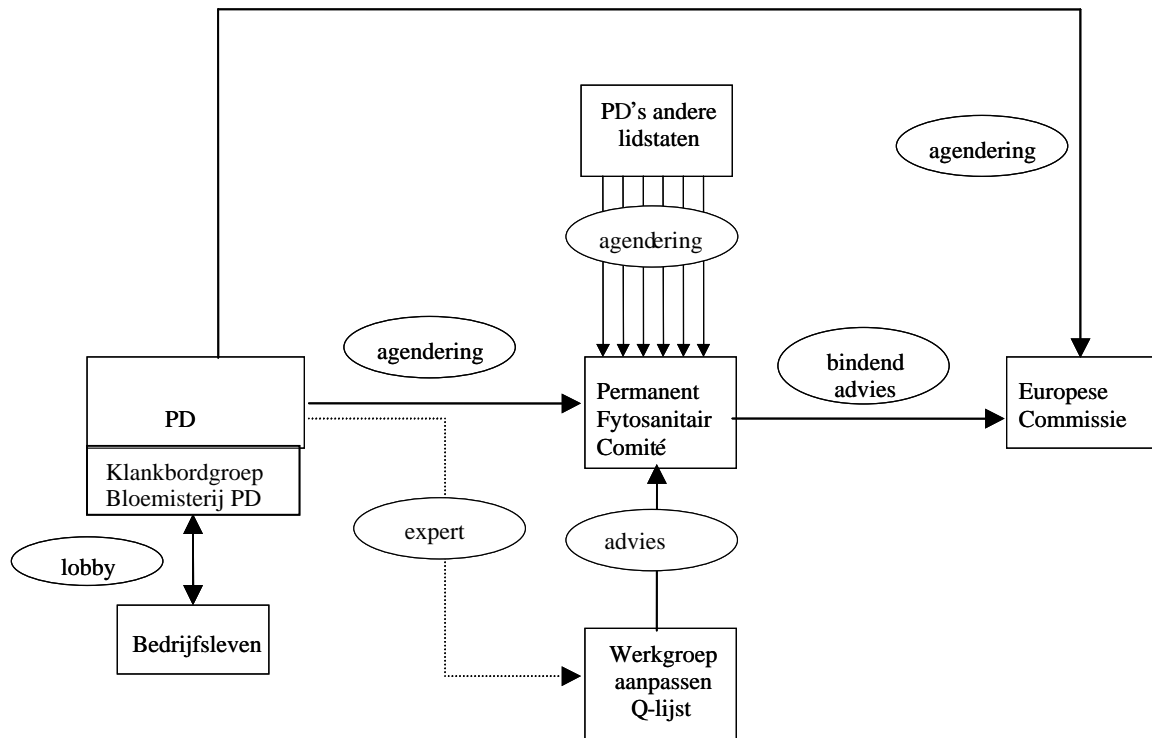 PD's andere
lidstaten
agendering
agendering
agendering
bindend
advies
PD
Klankbordgroep
Bloemisterij PD
Permanent
Fytosanitair
Comité
Europese
Commissie
expert
advies
lobby
Bedrijfsleven
Werkgroep
aanpassen
Q-lijst